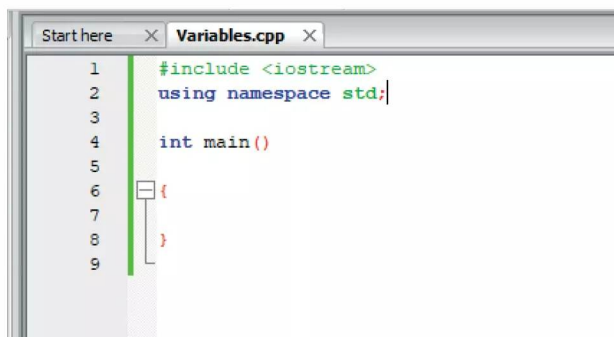 Start here Variables.cpp
1 #include <iostream>
2 using namespace std;
3
4 int main()
5
6 {
7
8 }
9